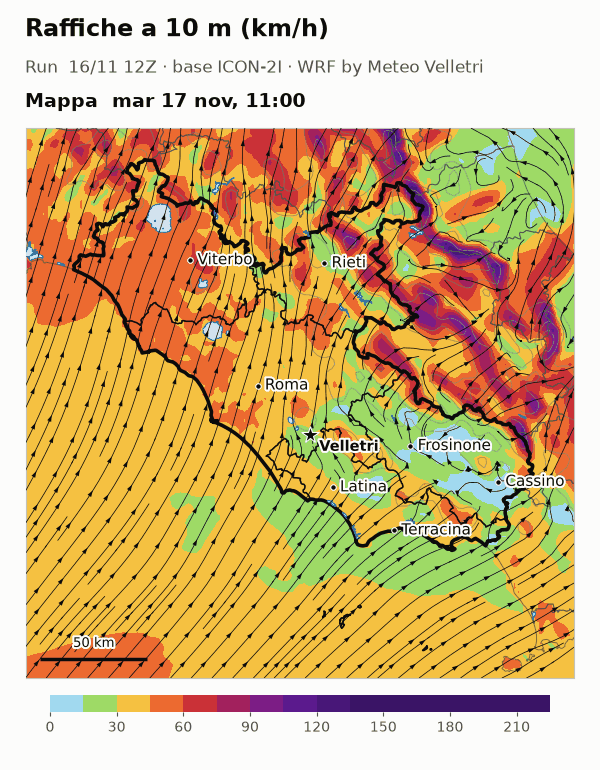 Raffiche a 10 m (km/h)
Run 16/11 12Z · base ICON-2I · WRF by Meteo Velletri
Mappa mar 17 nov, 11:00
Viterbo
Rieti
Roma
Velletri
Frosinone
Latina
Cassino
Terracina
50 km
0 30 60 90 120 150 180 210